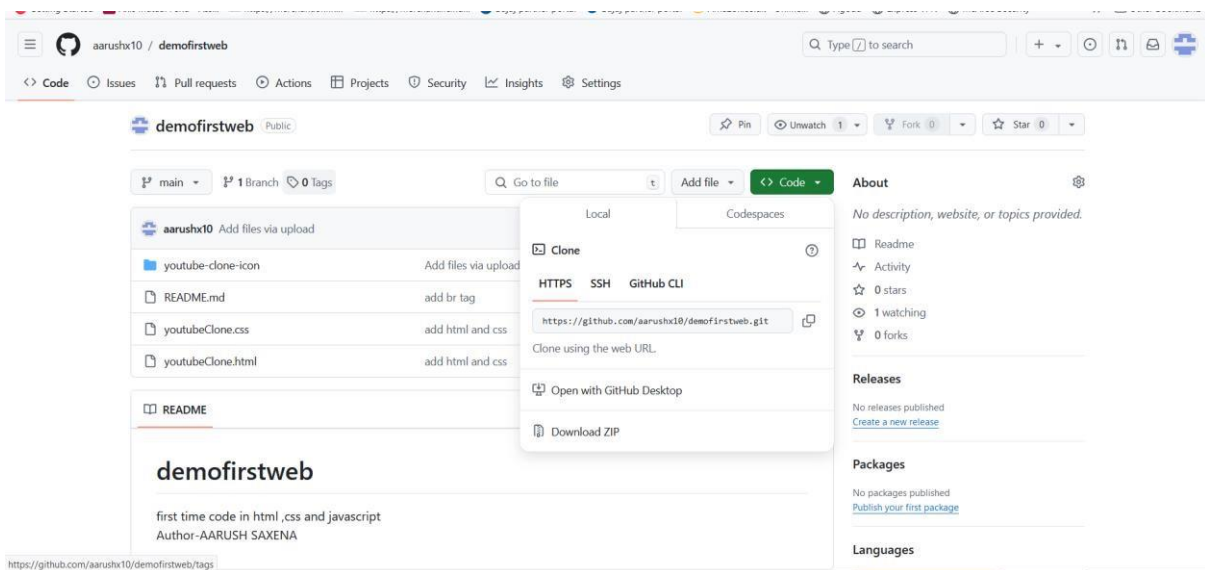 aarushx10 / demofirstweb
Type / to search
Code Issues Pull requests Actions Projects Security Insights Settings
demofirstweb Public
Pin Unwatch 1 Fork 0 Star 0
main 1 Branch 0 Tags
Go to file t Add file <> Code
aarushx10 Add files via upload
youtube-clone-icon Add files via upload
README.md add br tag
youtubeClone.css add html and css
youtubeClone.html add html and css
Local Codespaces
Clone
HTTPS SSH GitHub CLI
https://github.com/aarushx10/demofirstweb.git
Clone using the web URL.
Open with GitHub Desktop
Download ZIP
README
demofirstweb
first time code in html ,css and javascript
Author-AARUSH SAXENA
About
No description, website, or topics provided.
Readme
Activity
0 stars
1 watching
0 forks
Releases
No releases published
Create a new release
Packages
No packages published
Publish your first package
Languages
https://github.com/aarushx10/demofirstweb/tags